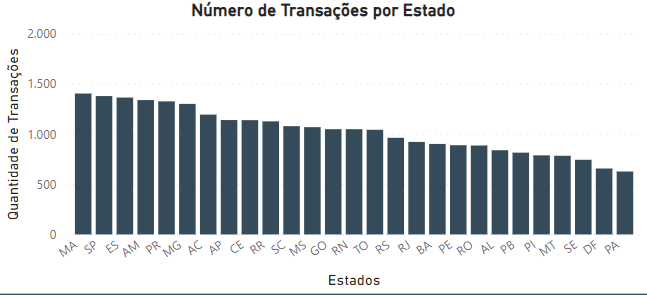 Número de Transações por Estado
Quantidade de Transações
2.000
1.500
1.000
500
0
MA SP ES AM PR MG AC AP CE RR SC MS GO RN TO RS RJ BA PE RO AL PB PI MT SE DF PA
Estados